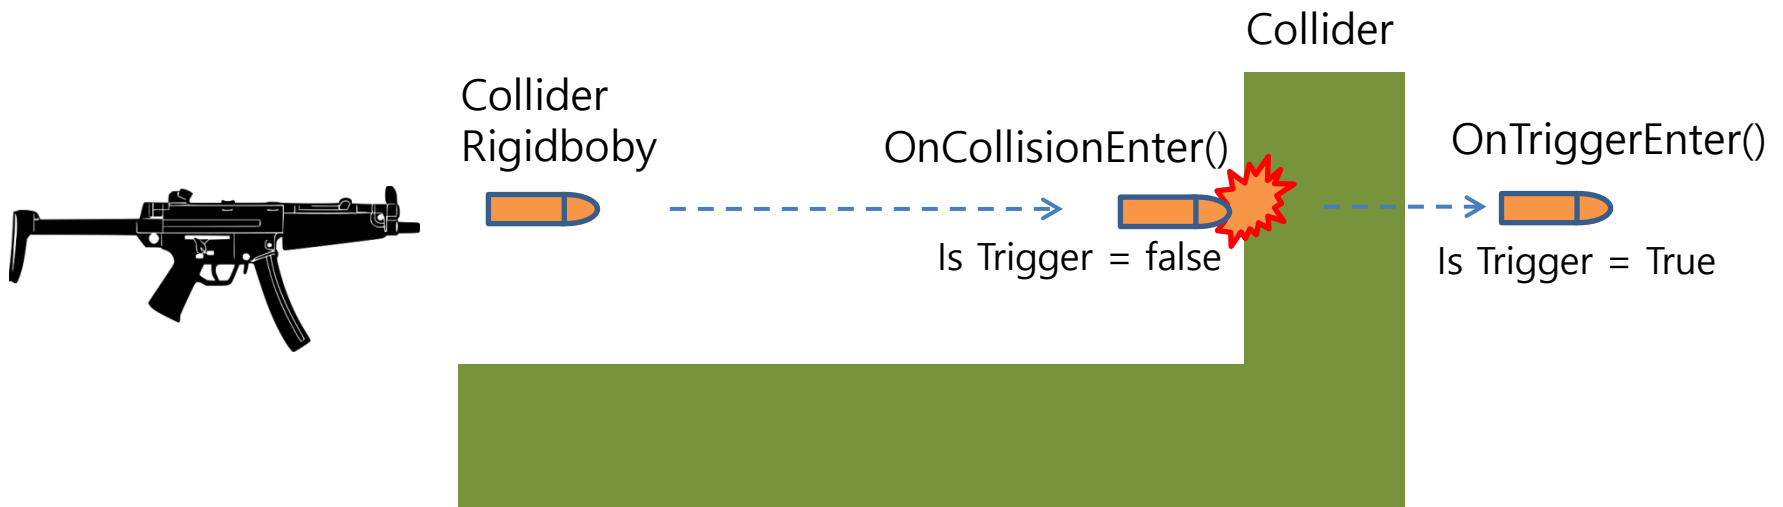 Collider
Collider
Rigidboby
OnCollisionEnter()
OnTriggerEnter()
Is Trigger = false
Is Trigger = True